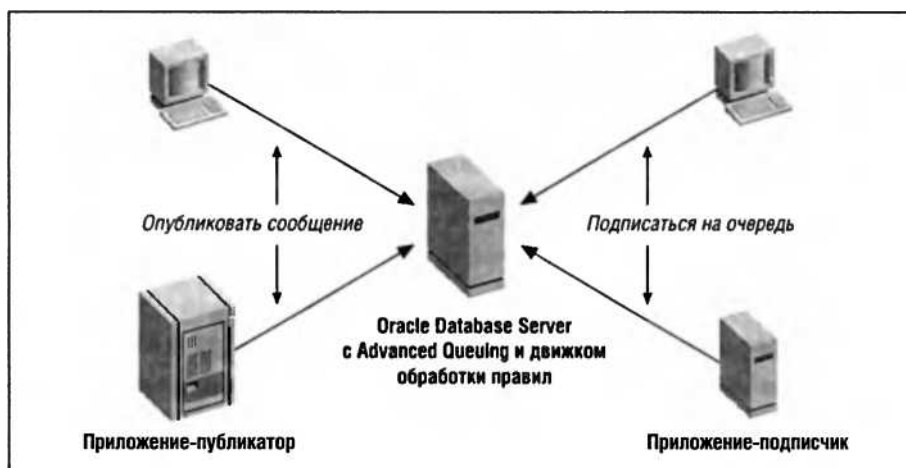 Опубликовать сообщение
Подписаться на очередь
Oracle Database Server
с Advanced Queuing и движком
обработки правил
Приложение-публикатор
Приложение-подписчик